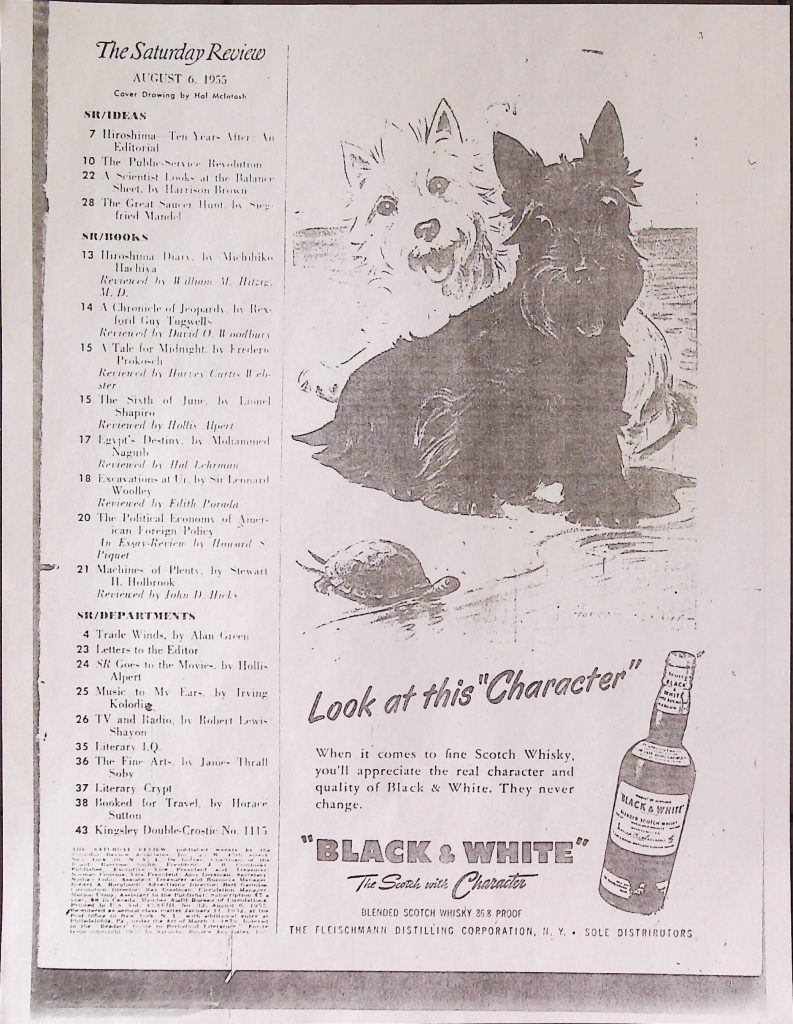 3
The Saturday Review
AUGUST 6, 1955
Cover Drawing by Hal McIntosh
SR/IDEAS
7 Hiroshima—Ten Years After: An
Editorial
10 The Public-Service Revolution
22 A Scientist Looks at the Balance
Sheet, by Harrison Brown
28 The Great Saucer Hunt, by Sieg-
fried Mandel
SR/BOOKS
13 Hiroshima Diary, by Michihiko
Hachiya
Reviewed by William M. Hitzig,
M. D.
14 A Chronicle of Jeopardy, by Rex-
ford Guy Tugwells
Reviewed by David O. Woodbury
15 A Tale for Midnight, by Frederic
Prokosch
Reviewed by Harvey Curtis Web-
ster
15 The Sixth of June, by Lionel
Shapiro
Reviewed by Hollis Alpert
17 Egypt's Destiny, by Mohammed
Naguib
Reviewed by Hal Lehrman
18 Excavations at Ur, by Sir Leonard
Woolley
Reviewed by Edith Porada
20 The Political Economy of Amer-
ican Foreign Policy
An Essay-Review by Howard S.
Piquet
21 Machines of Plenty, by Stewart
H. Holbrook
Reviewed by John D. Hicks
SR/DEPARTMENTS
4 Trade Winds, by Alan Green
23 Letters to the Editor
24 SR Goes to the Movies, by Hollis
Alpert
25 Music to My Ears, by Irving
Kolodin
26 TV and Radio, by Robert Lewis
Shayon
35 Literary I.Q.
36 The Fine Arts, by James Thrall
Soby
37 Literary Crypt
38 Booked for Travel, by Horace
Sutton
43 Kingsley Double-Crostic No. 1115
THE SATURDAY REVIEW, published weekly by the
Look at this "Character"
When it comes to fine Scotch Whisky,
you'll appreciate the real character and
quality of Black & White. They never
change.
"BLACK & WHITE"
The Scotch with Character
BLENDED SCOTCH WHISKY 86.8 PROOF
THE FLEISCHMANN DISTILLING CORPORATION, N. Y. • SOLE DISTRIBUTORS
BLACK & WHITE
BLACK & WHITE
BLENDED SCOTCH WHISKY